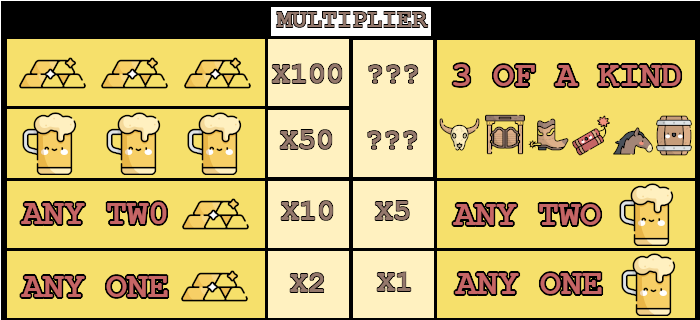 MULTIPLIER
X100 ??? 3 OF A KIND
X50 ???
ANY TWO X10 X5 ANY TWO
ANY ONE X2 X1 ANY ONE